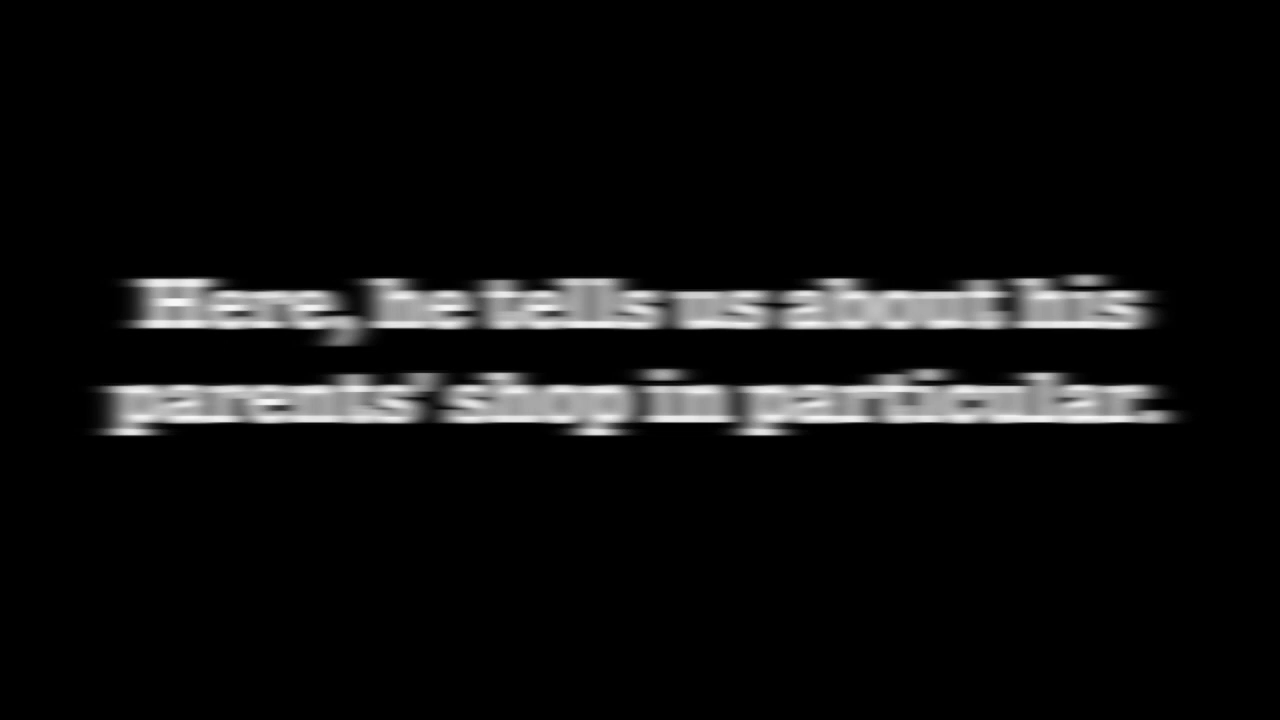 Here, he tells us about his
parents' shop in particular.